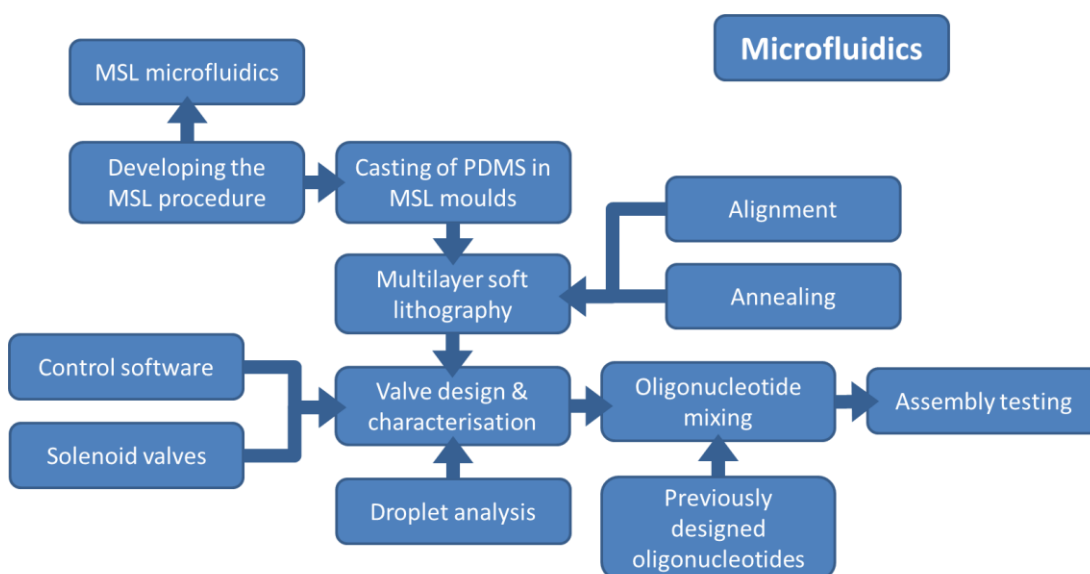 Microfluidics
MSL microfluidics
Developing the
MSL procedure
Casting of PDMS in
MSL moulds
Alignment
Multilayer soft
lithography
Annealing
Control software
Valve design &
characterisation
Oligonucleotide
mixing
Assembly testing
Solenoid valves
Droplet analysis
Previously
designed
oligonucleotides